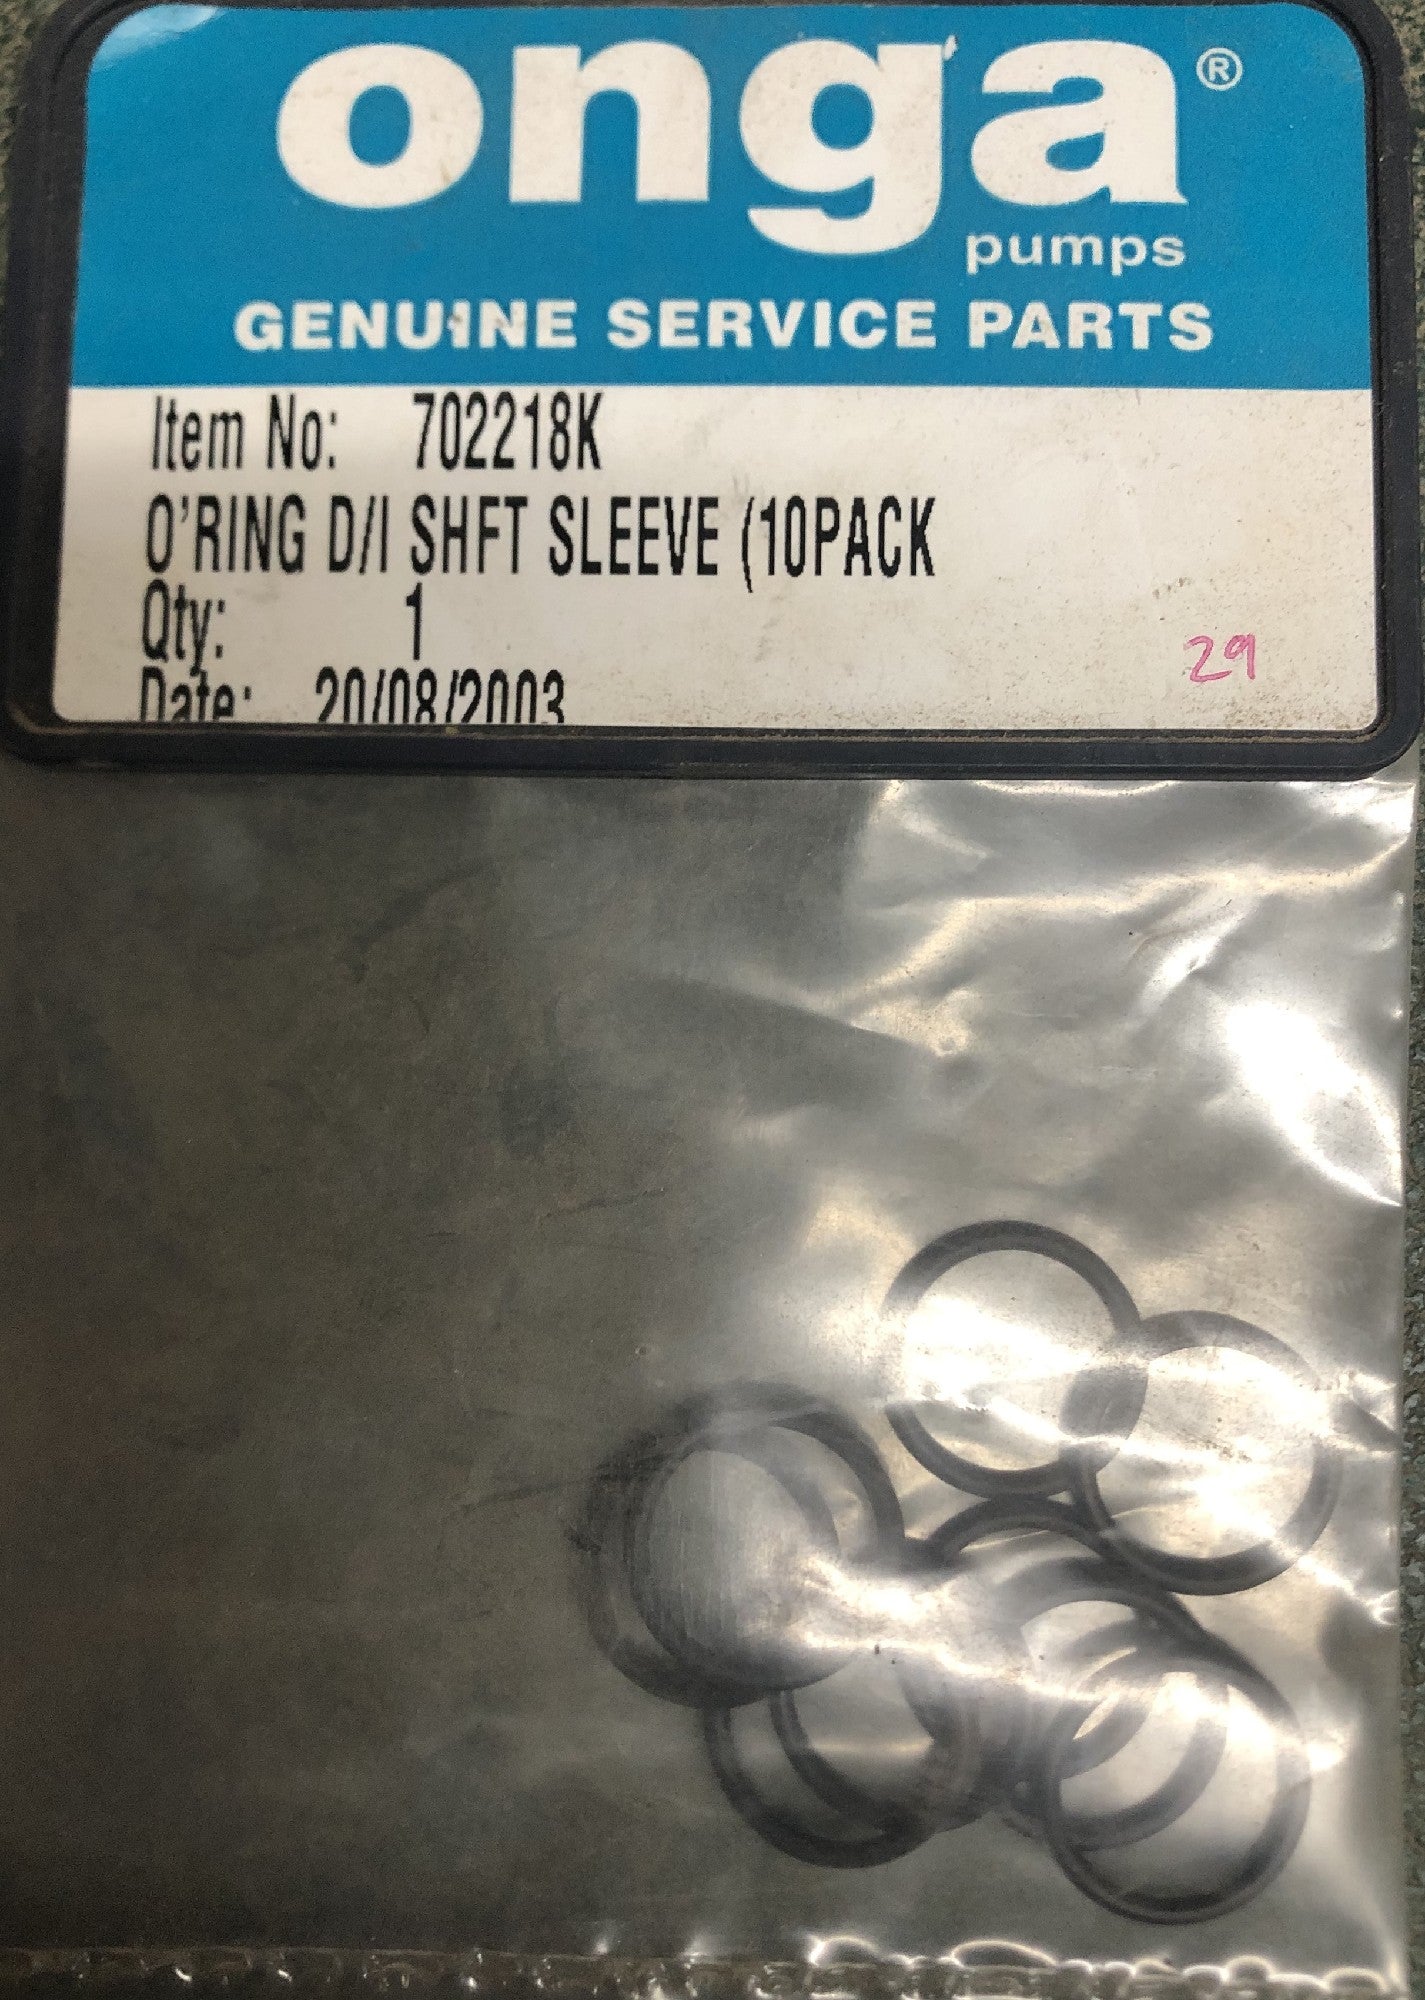 onga®
pumps
GENUINE SERVICE PARTS
Item No: 702218K
O'RING D/I SHFT SLEEVE (10PACK
Qty: 1
29
Date: 20/08/2003